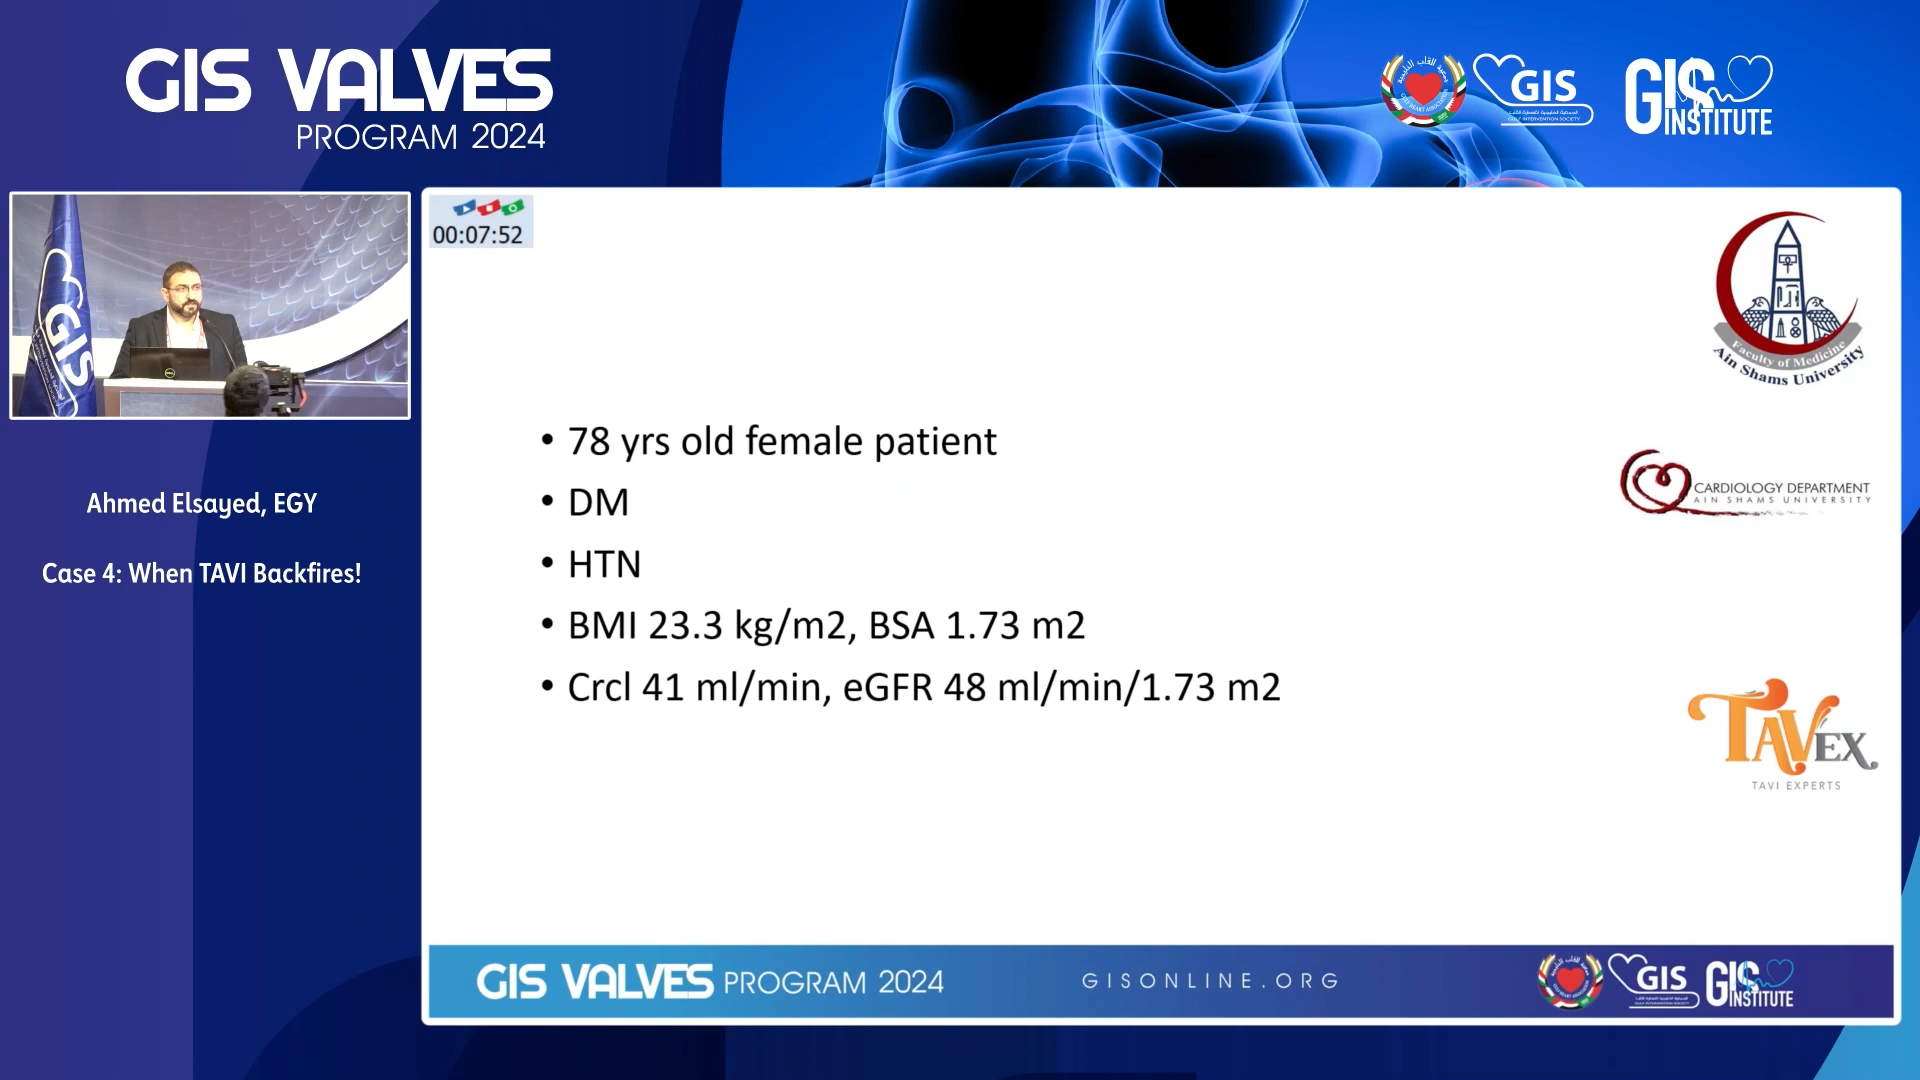 GIS VALVES
PROGRAM 2024
GIS
GIS
INSTITUTE
00:07:52
GIS
Faculty of Medicine
Ain Shams University
Ahmed Elsayed, EGY
Case 4: When TAVI Backfires!
• 78 yrs old female patient
• DM
• HTN
• BMI 23.3 kg/m2, BSA 1.73 m2
• Crcl 41 ml/min, eGFR 48 ml/min/1.73 m2
CARDIOLOGY DEPARTMENT
AIN SHAMS UNIVERSITY
TAVEX
TAVI EXPERTS
GIS VALVES PROGRAM 2024
GISONLINE.ORG
GIS
GIS
INSTITUTE